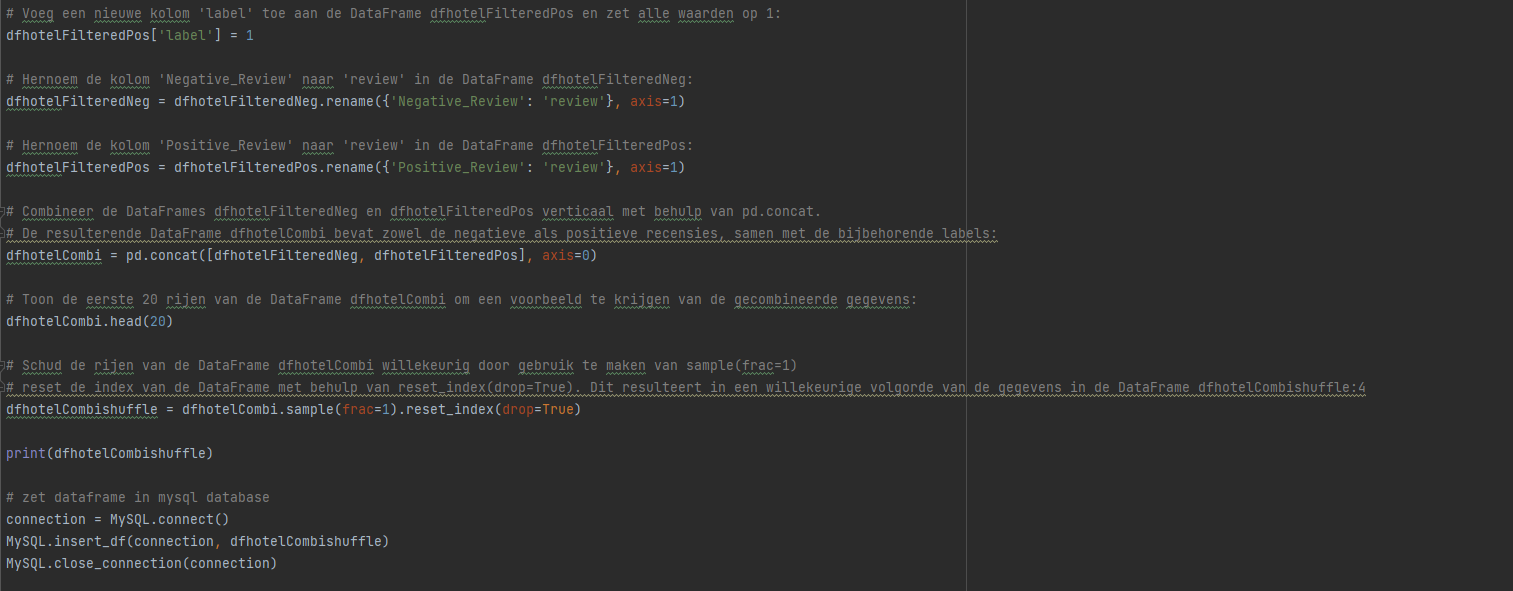 # Voeg een nieuwe kolom 'label' toe aan de DataFrame dfhotelFilteredPos en zet alle waarden op 1:
dfhotelFilteredPos['label'] = 1
# Hernoem de kolom 'Negative_Review' naar 'review' in de DataFrame dfhotelFilteredNeg:
dfhotelFilteredNeg = dfhotelFilteredNeg.rename({'Negative_Review': 'review'}, axis=1)
# Hernoem de kolom 'Positive_Review' naar 'review' in de DataFrame dfhotelFilteredPos:
dfhotelFilteredPos = dfhotelFilteredPos.rename({'Positive_Review': 'review'}, axis=1)
# Combineer de DataFrames dfhotelFilteredNeg en dfhotelFilteredPos verticaal met behulp van pd.concat.
# De resulterende DataFrame dfhotelCombi bevat zowel de negatieve als positieve recensies, samen met de bijbehorende labels:
dfhotelCombi = pd.concat([dfhotelFilteredNeg, dfhotelFilteredPos], axis=0)
# Toon de eerste 20 rijen van de DataFrame dfhotelCombi om een voorbeeld te krijgen van de gecombineerde gegevens:
dfhotelCombi.head(20)
# Schud de rijen van de DataFrame dfhotelCombi willekeurig door gebruik te maken van sample(frac=1)
# reset de index van de DataFrame met behulp van reset_index(drop=True). Dit resulteert in een willekeurige volgorde van de gegevens in de DataFrame dfhotelCombishuffle:4
dfhotelCombishuffle = dfhotelCombi.sample(frac=1).reset_index(drop=True)
print(dfhotelCombishuffle)
# zet dataframe in mysql database
connection = MySQL.connect()
MySQL.insert_df(connection, dfhotelCombishuffle)
MySQL.close_connection(connection)